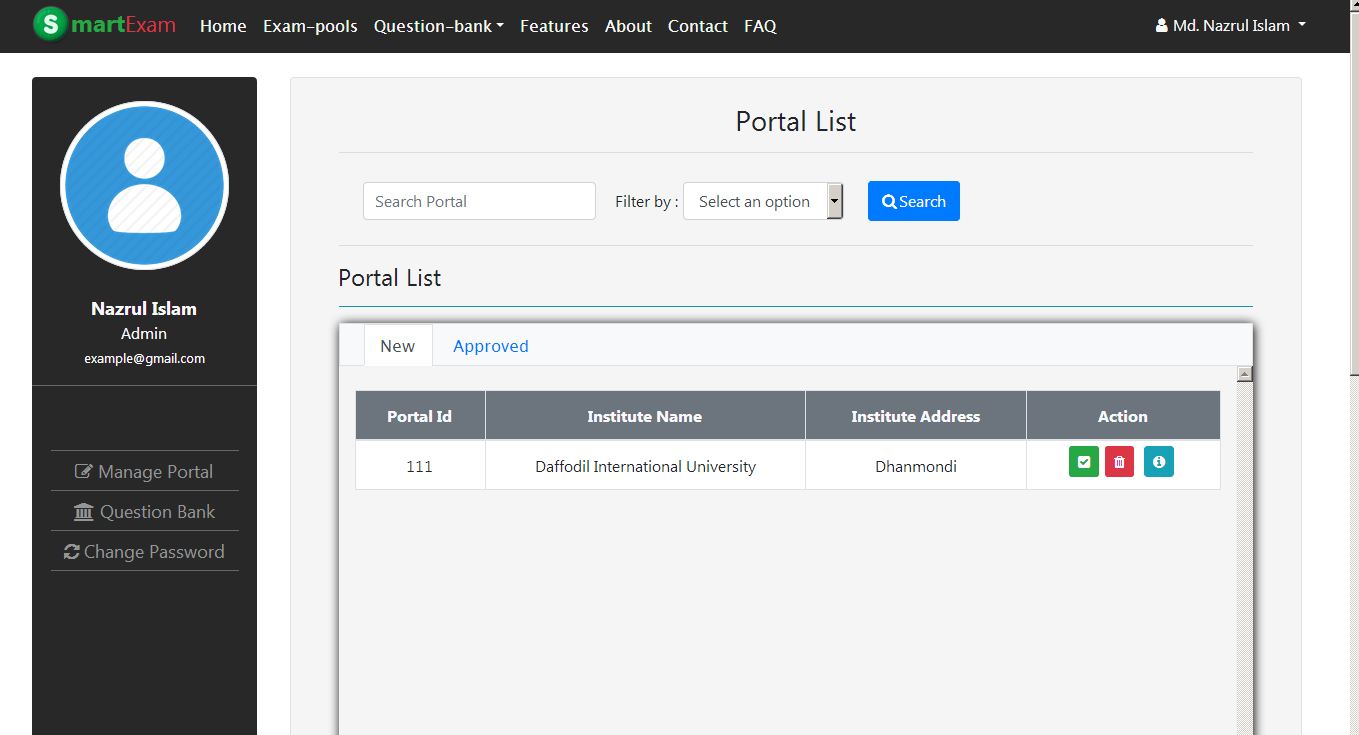 SmartExam Home Exam-pools Question-bank Features About Contact FAQ Md. Nazrul Islam
Nazrul Islam
Admin
example@gmail.com
Manage Portal
Question Bank
Change Password
Portal List
Search Portal Filter by : Select an option Search
Portal List
New Approved
Portal Id Institute Name Institute Address Action
111 Daffodil International University Dhanmondi